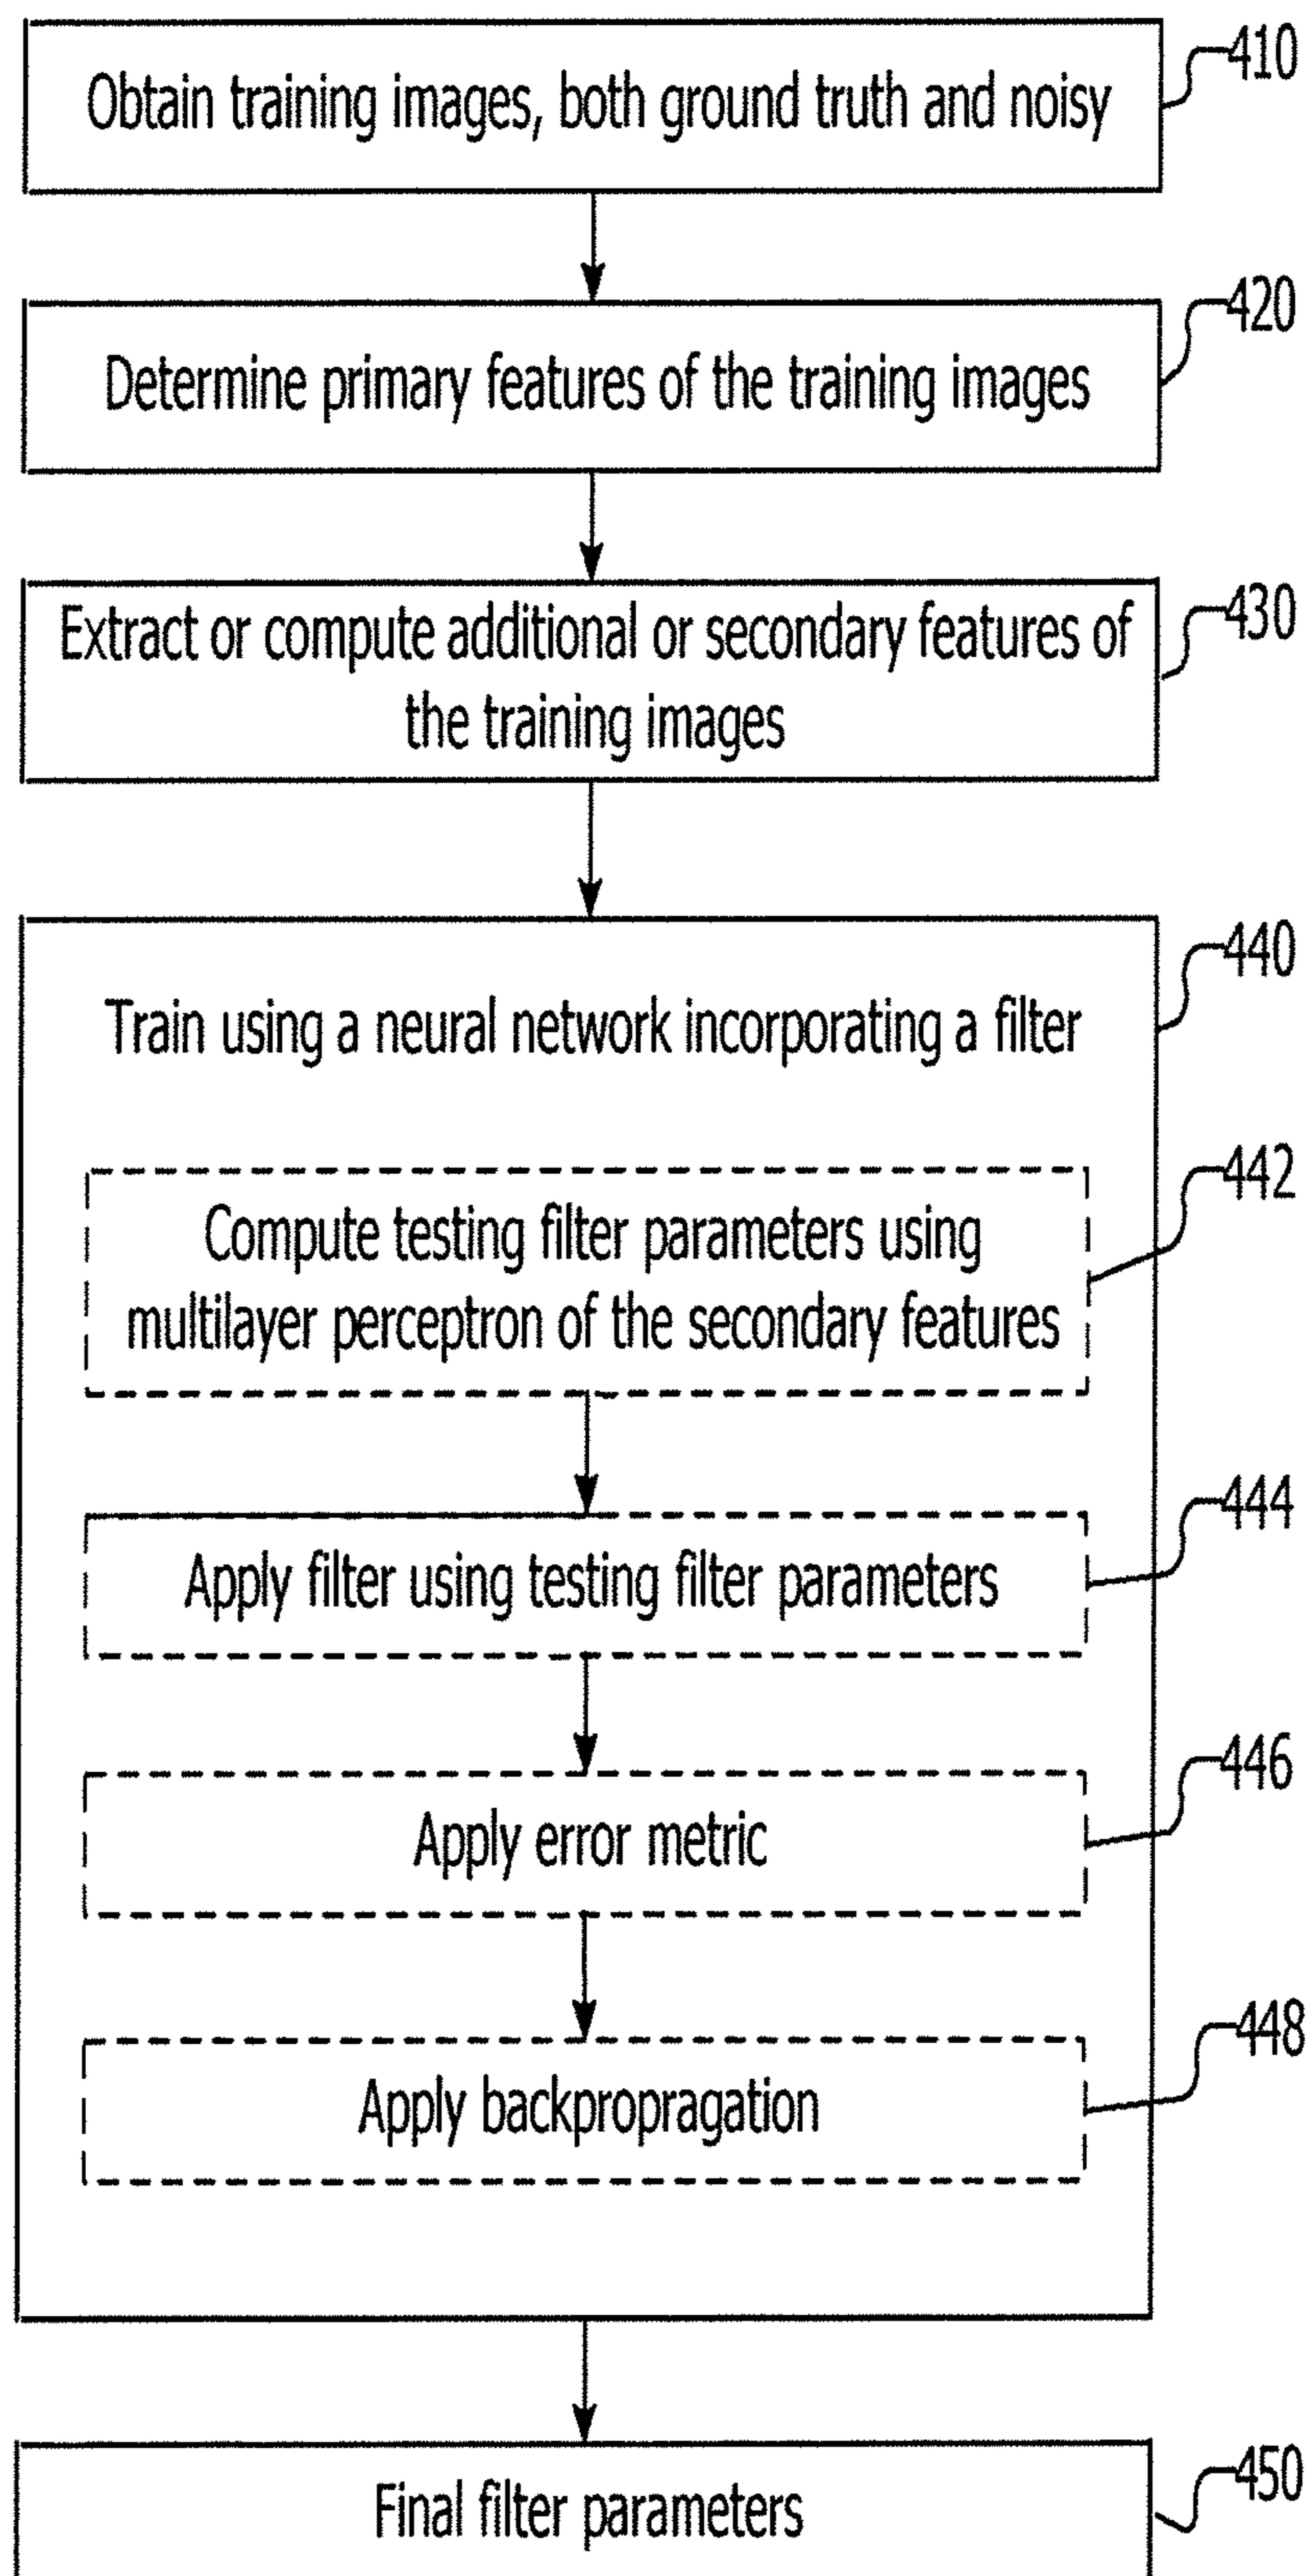 410
Obtain training images, both ground truth and noisy
420
Determine primary features of the training images
430
Extract or compute additional or secondary features of
the training images
440
Train using a neural network incorporating a filter
442
Compute testing filter parameters using
multilayer perceptron of the secondary features
444
Apply filter using testing filter parameters
446
Apply error metric
448
Apply backpropragation
450
Final filter parameters